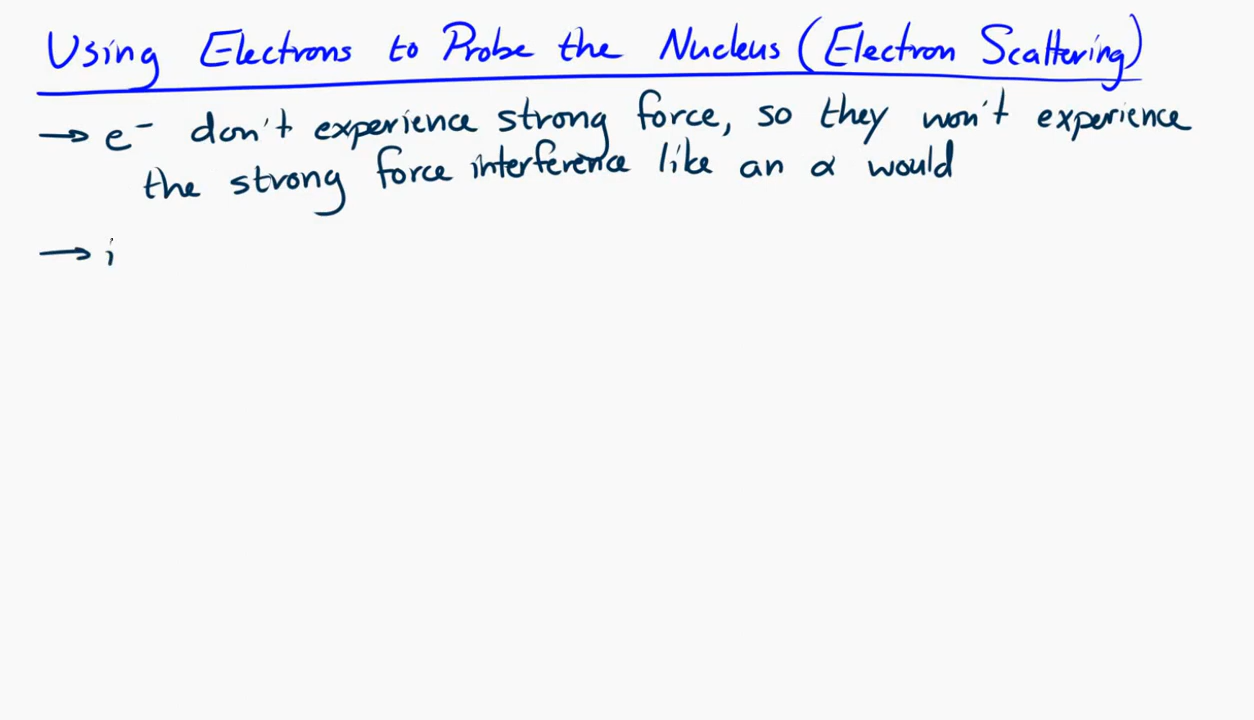 Using Electrons to Probe the Nucleus (Electron Scattering)
→ e⁻ don't experience strong force, so they won't experience
the strong force interference like an α would
→ i